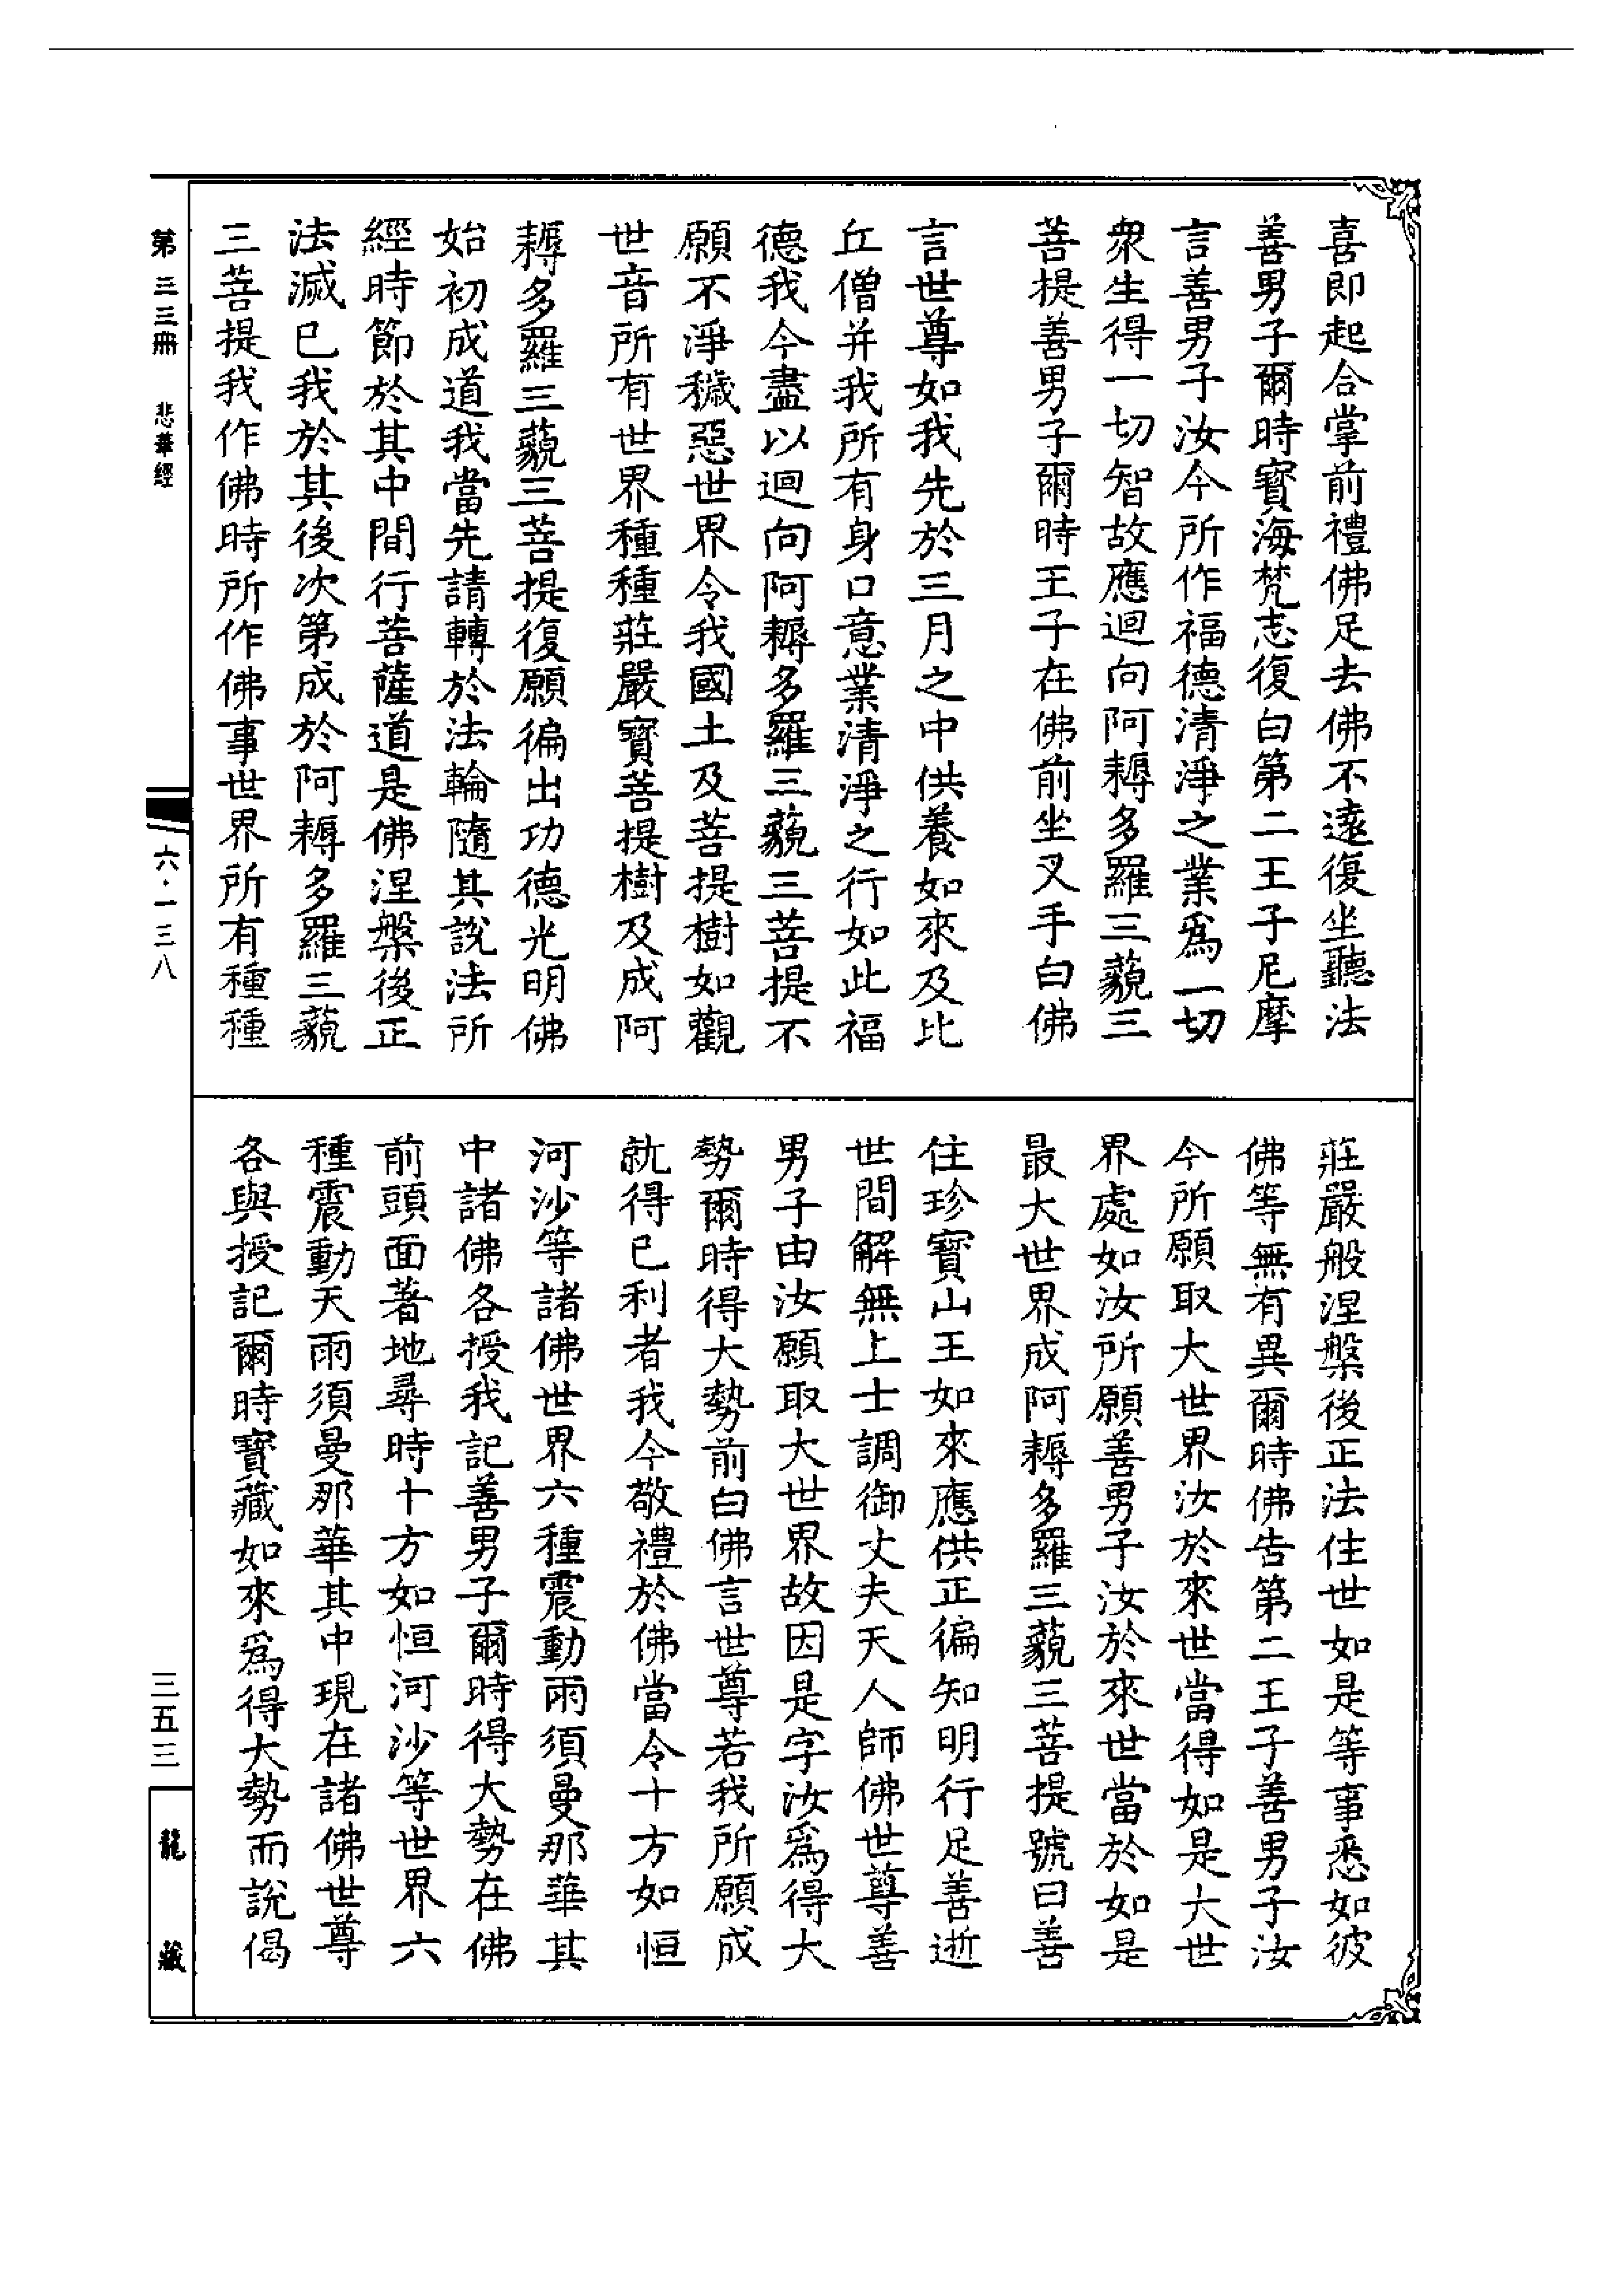 喜即起合掌前禮佛足去佛不遠復坐聽法
善男子爾時寶海梵志復白第二王子尼摩
言善男子汝今所作福德清淨之業爲一切
衆生得一切智故應迴向阿耨多羅三藐三
菩提善男子爾時王子在佛前坐叉手白佛
言世尊如我先於三月之中供養如來及比
丘僧并我所有身口意業清淨之行如此福
德我今盡以迴向阿耨多羅三藐三菩提不
願不淨穢惡世界令我國土及菩提樹如觀
世音所有世界種種莊嚴寶菩提樹及成阿
耨多羅三藐三菩提復願徧出功德光明佛
始初成道我當先請轉於法輪隨其說法所
經時節於其中間行菩薩道是佛涅槃後正
法滅已我於其後次第成於阿耨多羅三藐
三菩提我作佛時所作佛事世界所有種種
莊嚴般涅槃後正法住世如是等事悉如彼
佛等無有異爾時佛告第二王子善男子汝
今所願取大世界汝於來世當得如是大世
界處如汝所願善男子汝於來世當於如是
最大世界成阿耨多羅三藐三菩提號曰善
住珍寶山王如來應供正徧知明行足善逝
世間解無上士調御丈夫天人師佛世尊善
男子由汝願取大世界故因是字汝爲得大
勢爾時得大勢前白佛言世尊若我所願成
就得己利者我今敬禮於佛當令十方如恒
河沙等諸佛世界六種震動雨須曼那華其
中諸佛各授我記善男子爾時得大勢在佛
前頭面著地尋時十方如恒河沙等世界六
種震動天雨須曼那華其中現在諸佛世尊
各與授記爾時寶藏如來爲得大勢而說偈
第三三冊 悲華經
六·一三八
三五三
龍藏